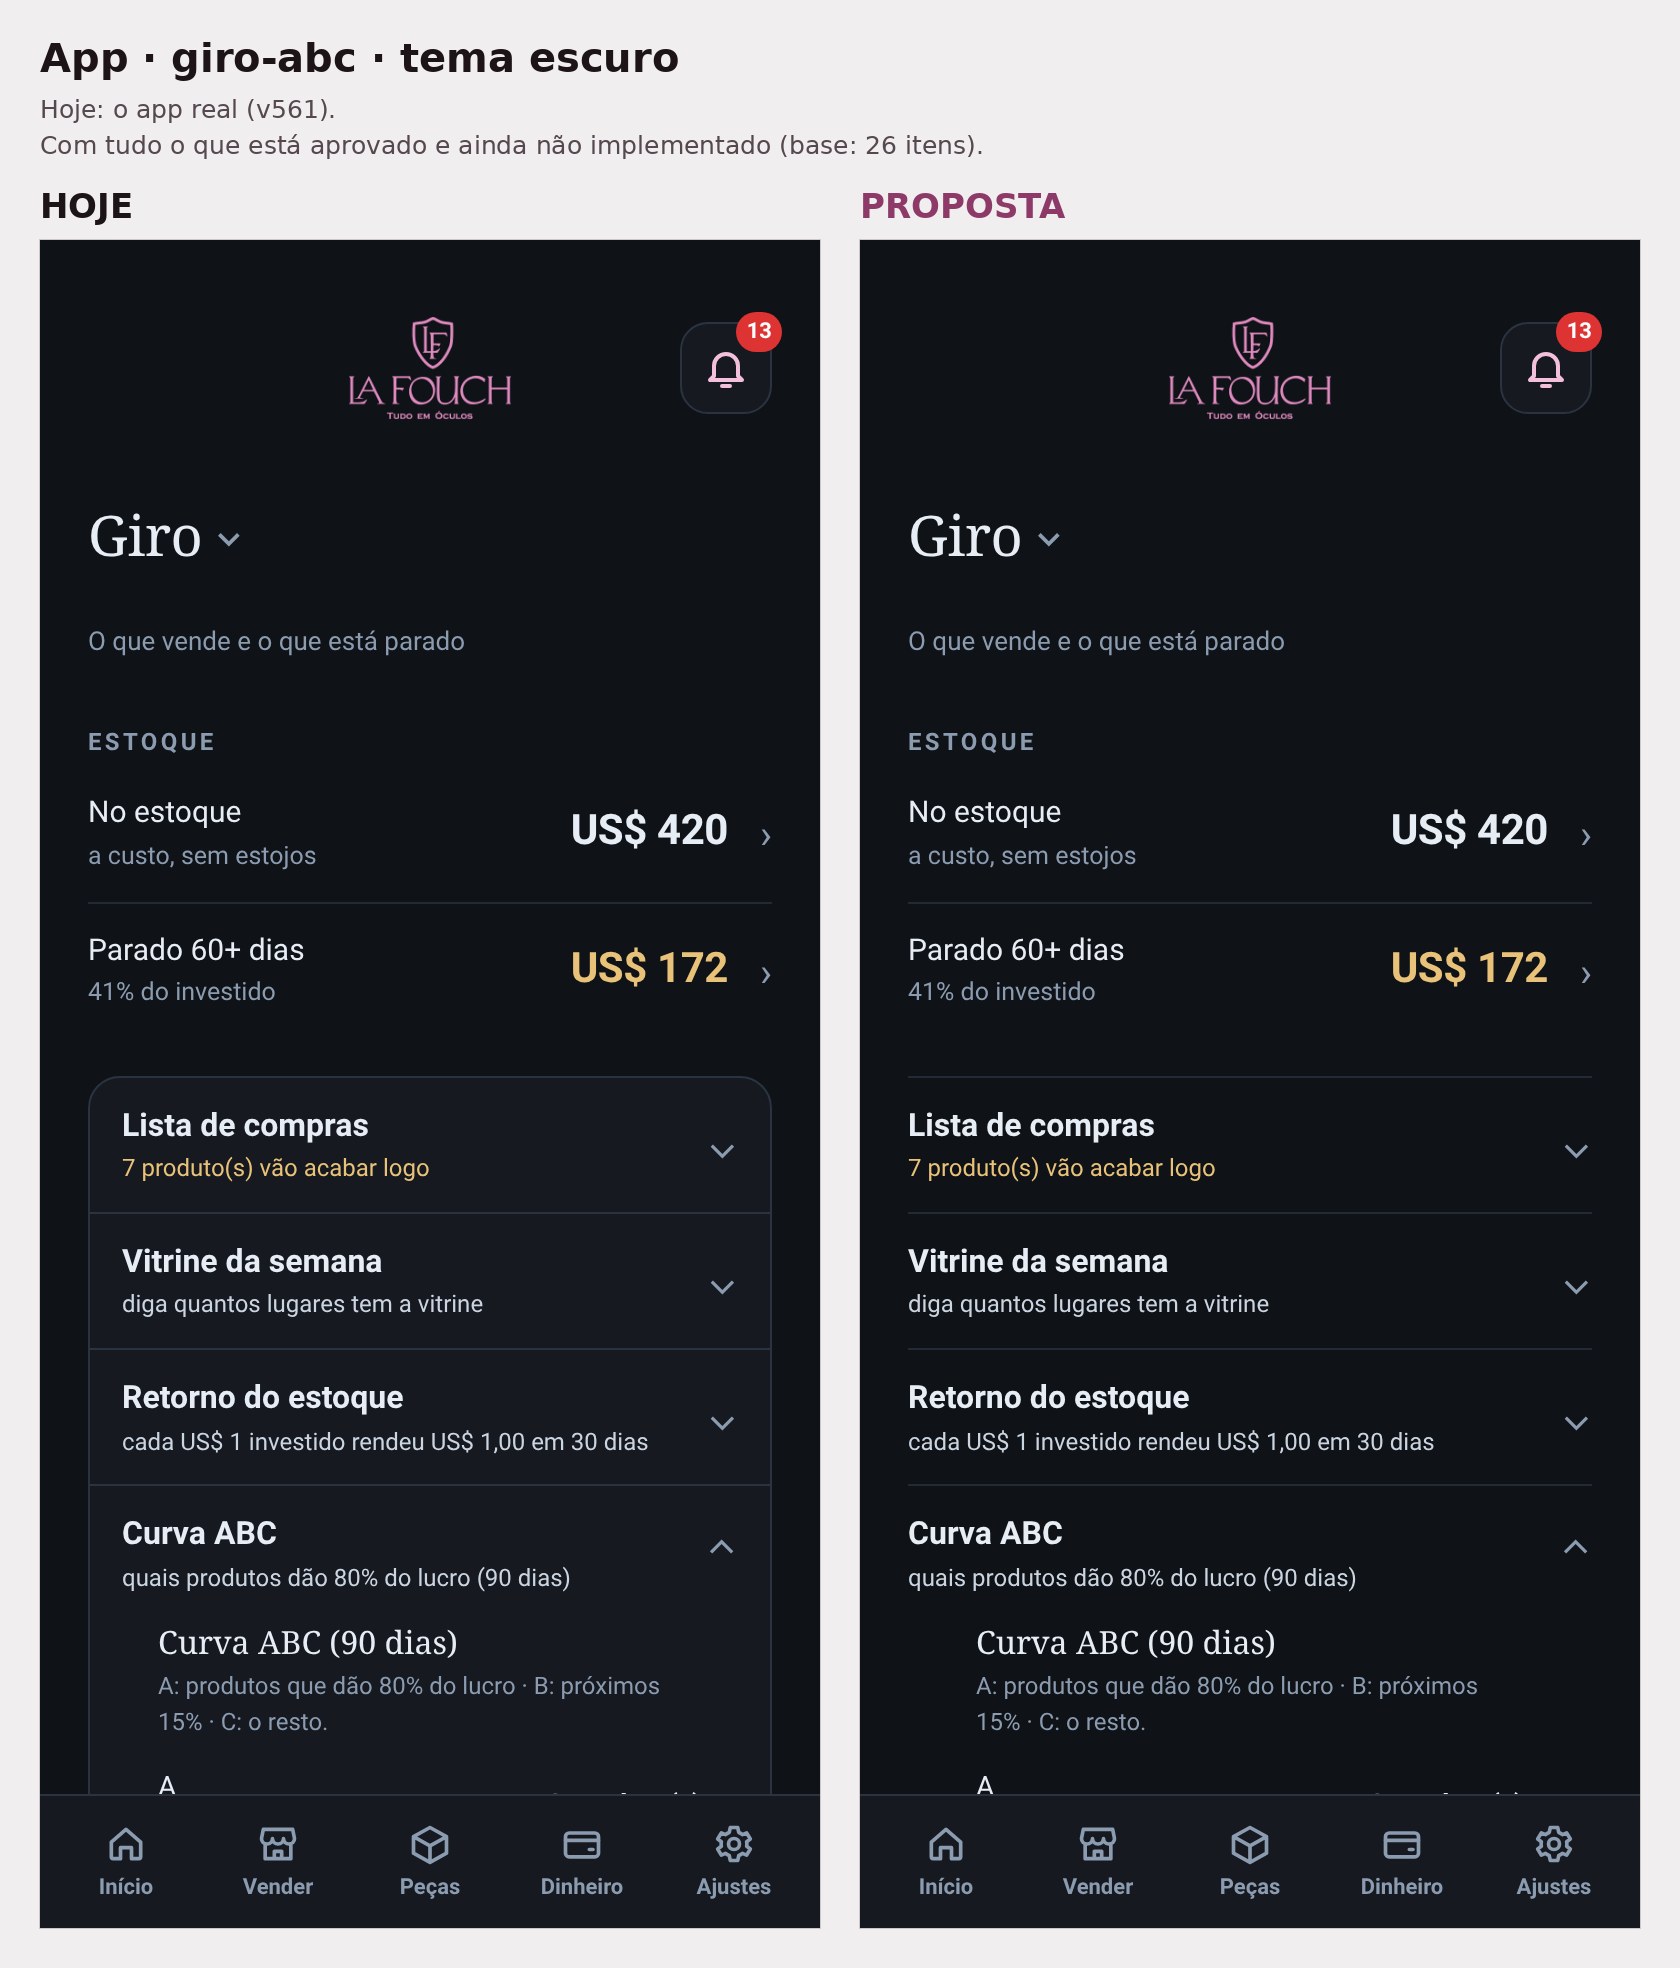 App · giro-abc · tema escuro
Hoje: o app real (v561).
Com tudo o que está aprovado e ainda não implementado (base: 26 itens).
HOJE
LF
LA FOUCH
TUDO EM ÓCULOS
13
Giro
O que vende e o que está parado
ESTOQUE
No estoque
a custo, sem estojos
US$ 420
Parado 60+ dias
41% do investido
US$ 172
Lista de compras
7 produto(s) vão acabar logo
Vitrine da semana
diga quantos lugares tem a vitrine
Retorno do estoque
cada US$ 1 investido rendeu US$ 1,00 em 30 dias
Curva ABC
quais produtos dão 80% do lucro (90 dias)
Curva ABC (90 dias)
A: produtos que dão 80% do lucro · B: próximos
15% · C: o resto.
A
Início
Vender
Peças
Dinheiro
Ajustes
PROPOSTA
LF
LA FOUCH
TUDO EM ÓCULOS
13
Giro
O que vende e o que está parado
ESTOQUE
No estoque
a custo, sem estojos
US$ 420
Parado 60+ dias
41% do investido
US$ 172
Lista de compras
7 produto(s) vão acabar logo
Vitrine da semana
diga quantos lugares tem a vitrine
Retorno do estoque
cada US$ 1 investido rendeu US$ 1,00 em 30 dias
Curva ABC
quais produtos dão 80% do lucro (90 dias)
Curva ABC (90 dias)
A: produtos que dão 80% do lucro · B: próximos
15% · C: o resto.
A
Início
Vender
Peças
Dinheiro
Ajustes